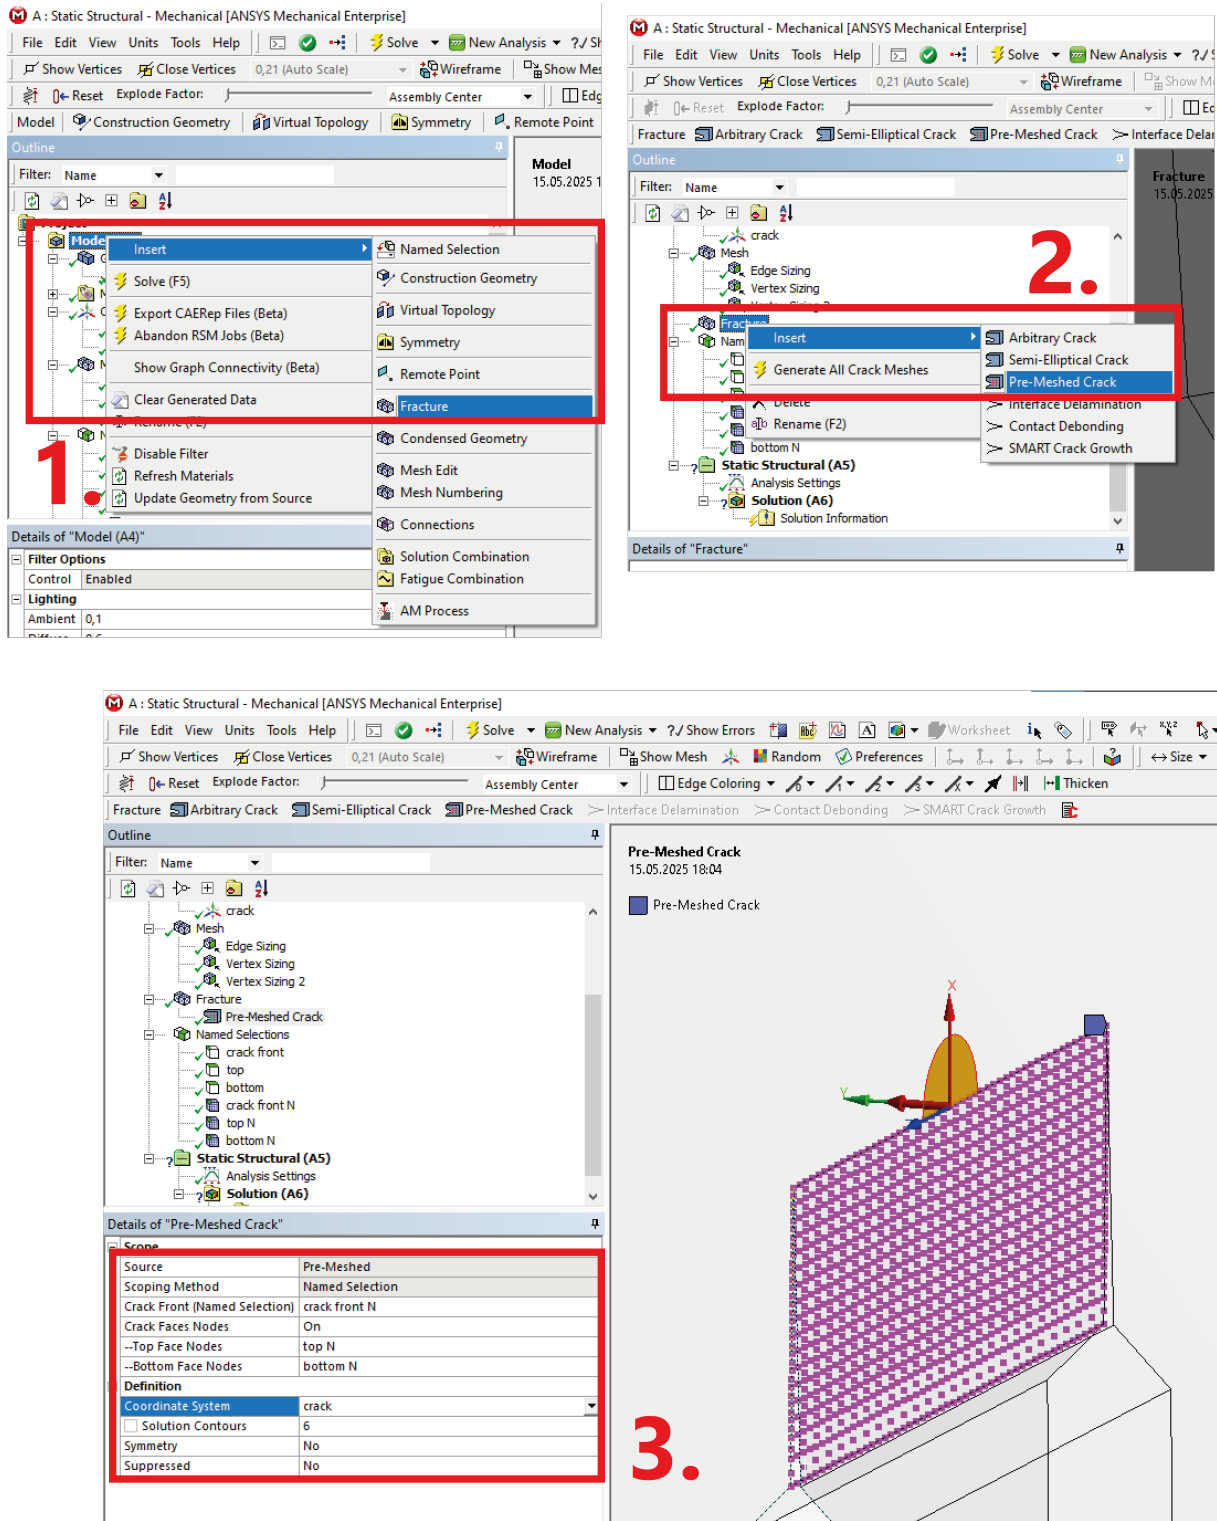 A : Static Structural - Mechanical [ANSYS Mechanical Enterprise]
File Edit View Units Tools Help Solve New Analysis ?✓ Sh
Show Vertices Close Vertices 0,21 (Auto Scale) Wireframe Show Mes
Reset Explode Factor: Assembly Center Edg
Model Construction Geometry Virtual Topology Symmetry Remote Point
Outline
Filter: Name
Model
15.05.2025 1
Project
Mode
Insert
Solve (F5)
Export CAERep Files (Beta)
Abandon RSM Jobs (Beta)
Show Graph Connectivity (Beta)
Clear Generated Data
Rename (F2)
Disable Filter
Refresh Materials
Update Geometry from Source
Named Selection
Construction Geometry
Virtual Topology
Symmetry
Remote Point
Fracture
Condensed Geometry
Mesh Edit
Mesh Numbering
Connections
Solution Combination
Fatigue Combination
AM Process
1.
Details of "Model (A4)"
Filter Options
Control Enabled
Lighting
Ambient 0,1
A : Static Structural - Mechanical [ANSYS Mechanical Enterprise]
File Edit View Units Tools Help Solve New Analysis ?✓
Show Vertices Close Vertices 0,21 (Auto Scale) Wireframe Show M
Reset Explode Factor: Assembly Center Ed
Fracture Arbitrary Crack Semi-Elliptical Crack Pre-Meshed Crack Interface Delar
Outline
Filter: Name
Fracture
15.05.2025
crack
Mesh
Edge Sizing
Vertex Sizing
Vertex Sizing 2
Fracture
Nam
Insert
Generate All Crack Meshes
Delete
Rename (F2)
Arbitrary Crack
Semi-Elliptical Crack
Pre-Meshed Crack
Interface Delamination
Contact Debonding
SMART Crack Growth
bottom N
Static Structural (A5)
Analysis Settings
Solution (A6)
Solution Information
2.
Details of "Fracture"
A : Static Structural - Mechanical [ANSYS Mechanical Enterprise]
File Edit View Units Tools Help Solve New Analysis ?✓ Show Errors Worksheet
Show Vertices Close Vertices 0,21 (Auto Scale) Wireframe Show Mesh Random Preferences Size
Reset Explode Factor: Assembly Center Edge Coloring Thicken
Fracture Arbitrary Crack Semi-Elliptical Crack Pre-Meshed Crack Interface Delamination Contact Debonding SMART Crack Growth
Outline
Filter: Name
crack
Mesh
Edge Sizing
Vertex Sizing
Vertex Sizing 2
Fracture
Pre-Meshed Crack
Named Selections
crack front
top
bottom
crack front N
top N
bottom N
Static Structural (A5)
Analysis Settings
Solution (A6)
Pre-Meshed Crack
15.05.2025 18:04
Pre-Meshed Crack
X
Y
Details of "Pre-Meshed Crack"
Scope
Source Pre-Meshed
Scoping Method Named Selection
Crack Front (Named Selection) crack front N
Crack Faces Nodes On
--Top Face Nodes top N
--Bottom Face Nodes bottom N
Definition
Coordinate System crack
Solution Contours 6
Symmetry No
Suppressed No
3.